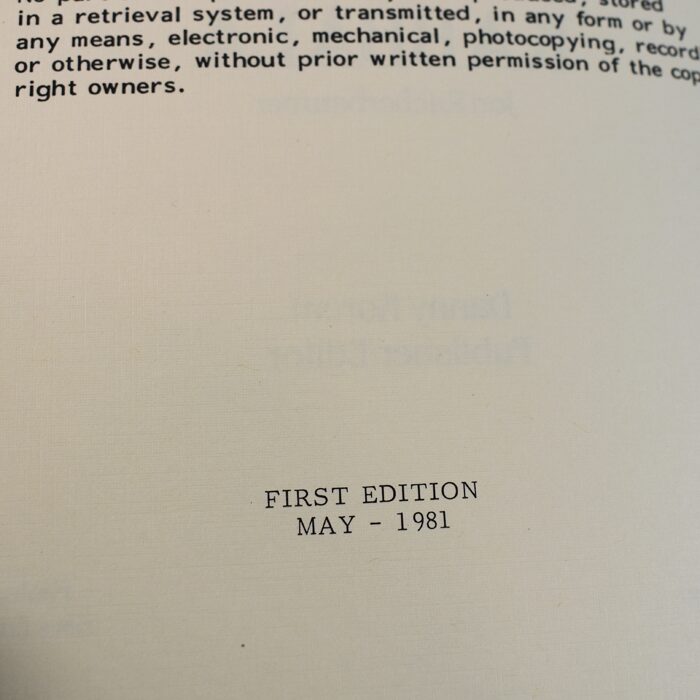 stored
in a retrieval system, or transmitted, in any form or by
any means, electronic, mechanical, photocopying, record
or otherwise, without prior written permission of the cop
right owners.
FIRST EDITION
MAY - 1981